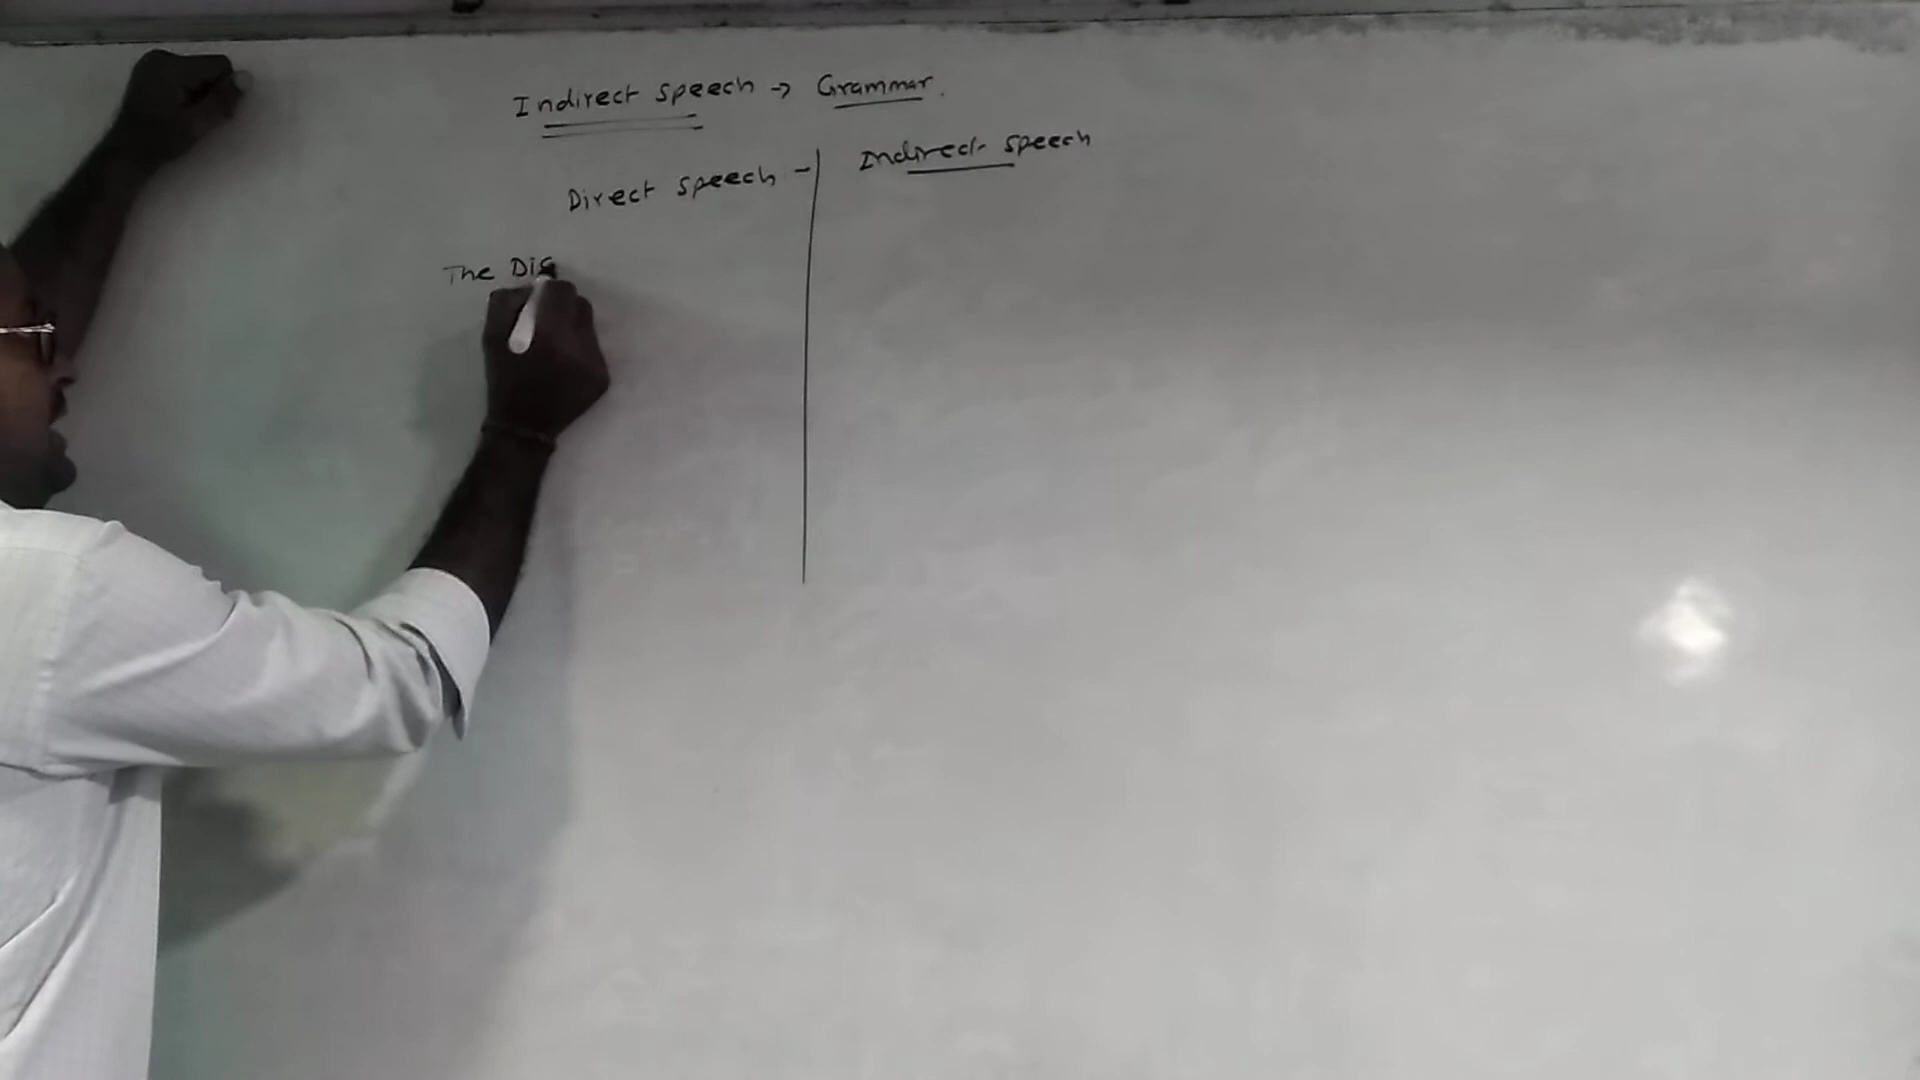 Indirect speech → Grammar.
Direct speech - Indirect speech
The Dis